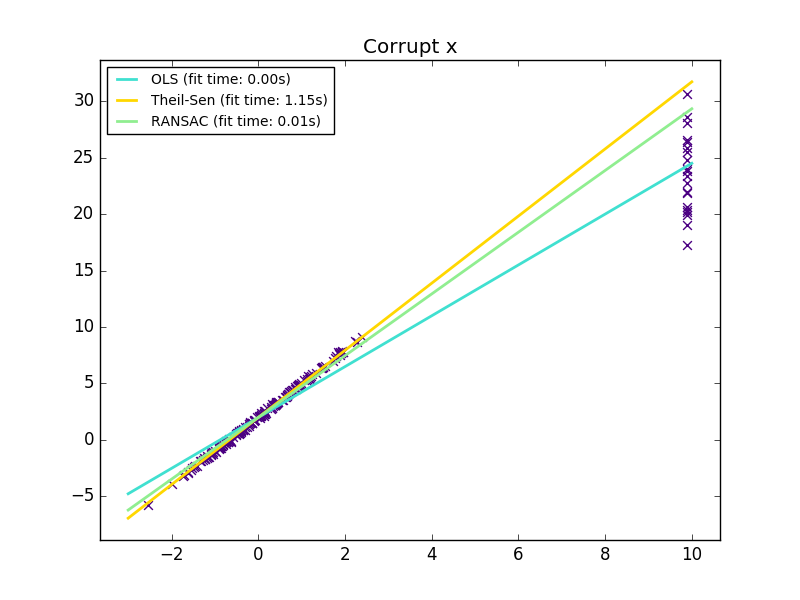 Corrupt x
OLS (fit time: 0.00s)
Theil-Sen (fit time: 1.15s)
RANSAC (fit time: 0.01s)
30
25
20
15
10
5
0
−5
−2 0 2 4 6 8 10